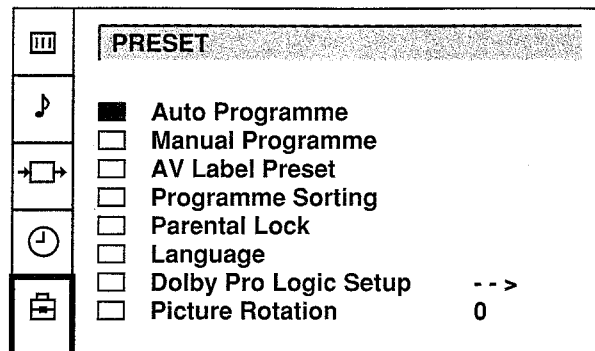 PRESET
Auto Programme
Manual Programme
AV Label Preset
Programme Sorting
Parental Lock
Language
Dolby Pro Logic Setup - - >
Picture Rotation 0